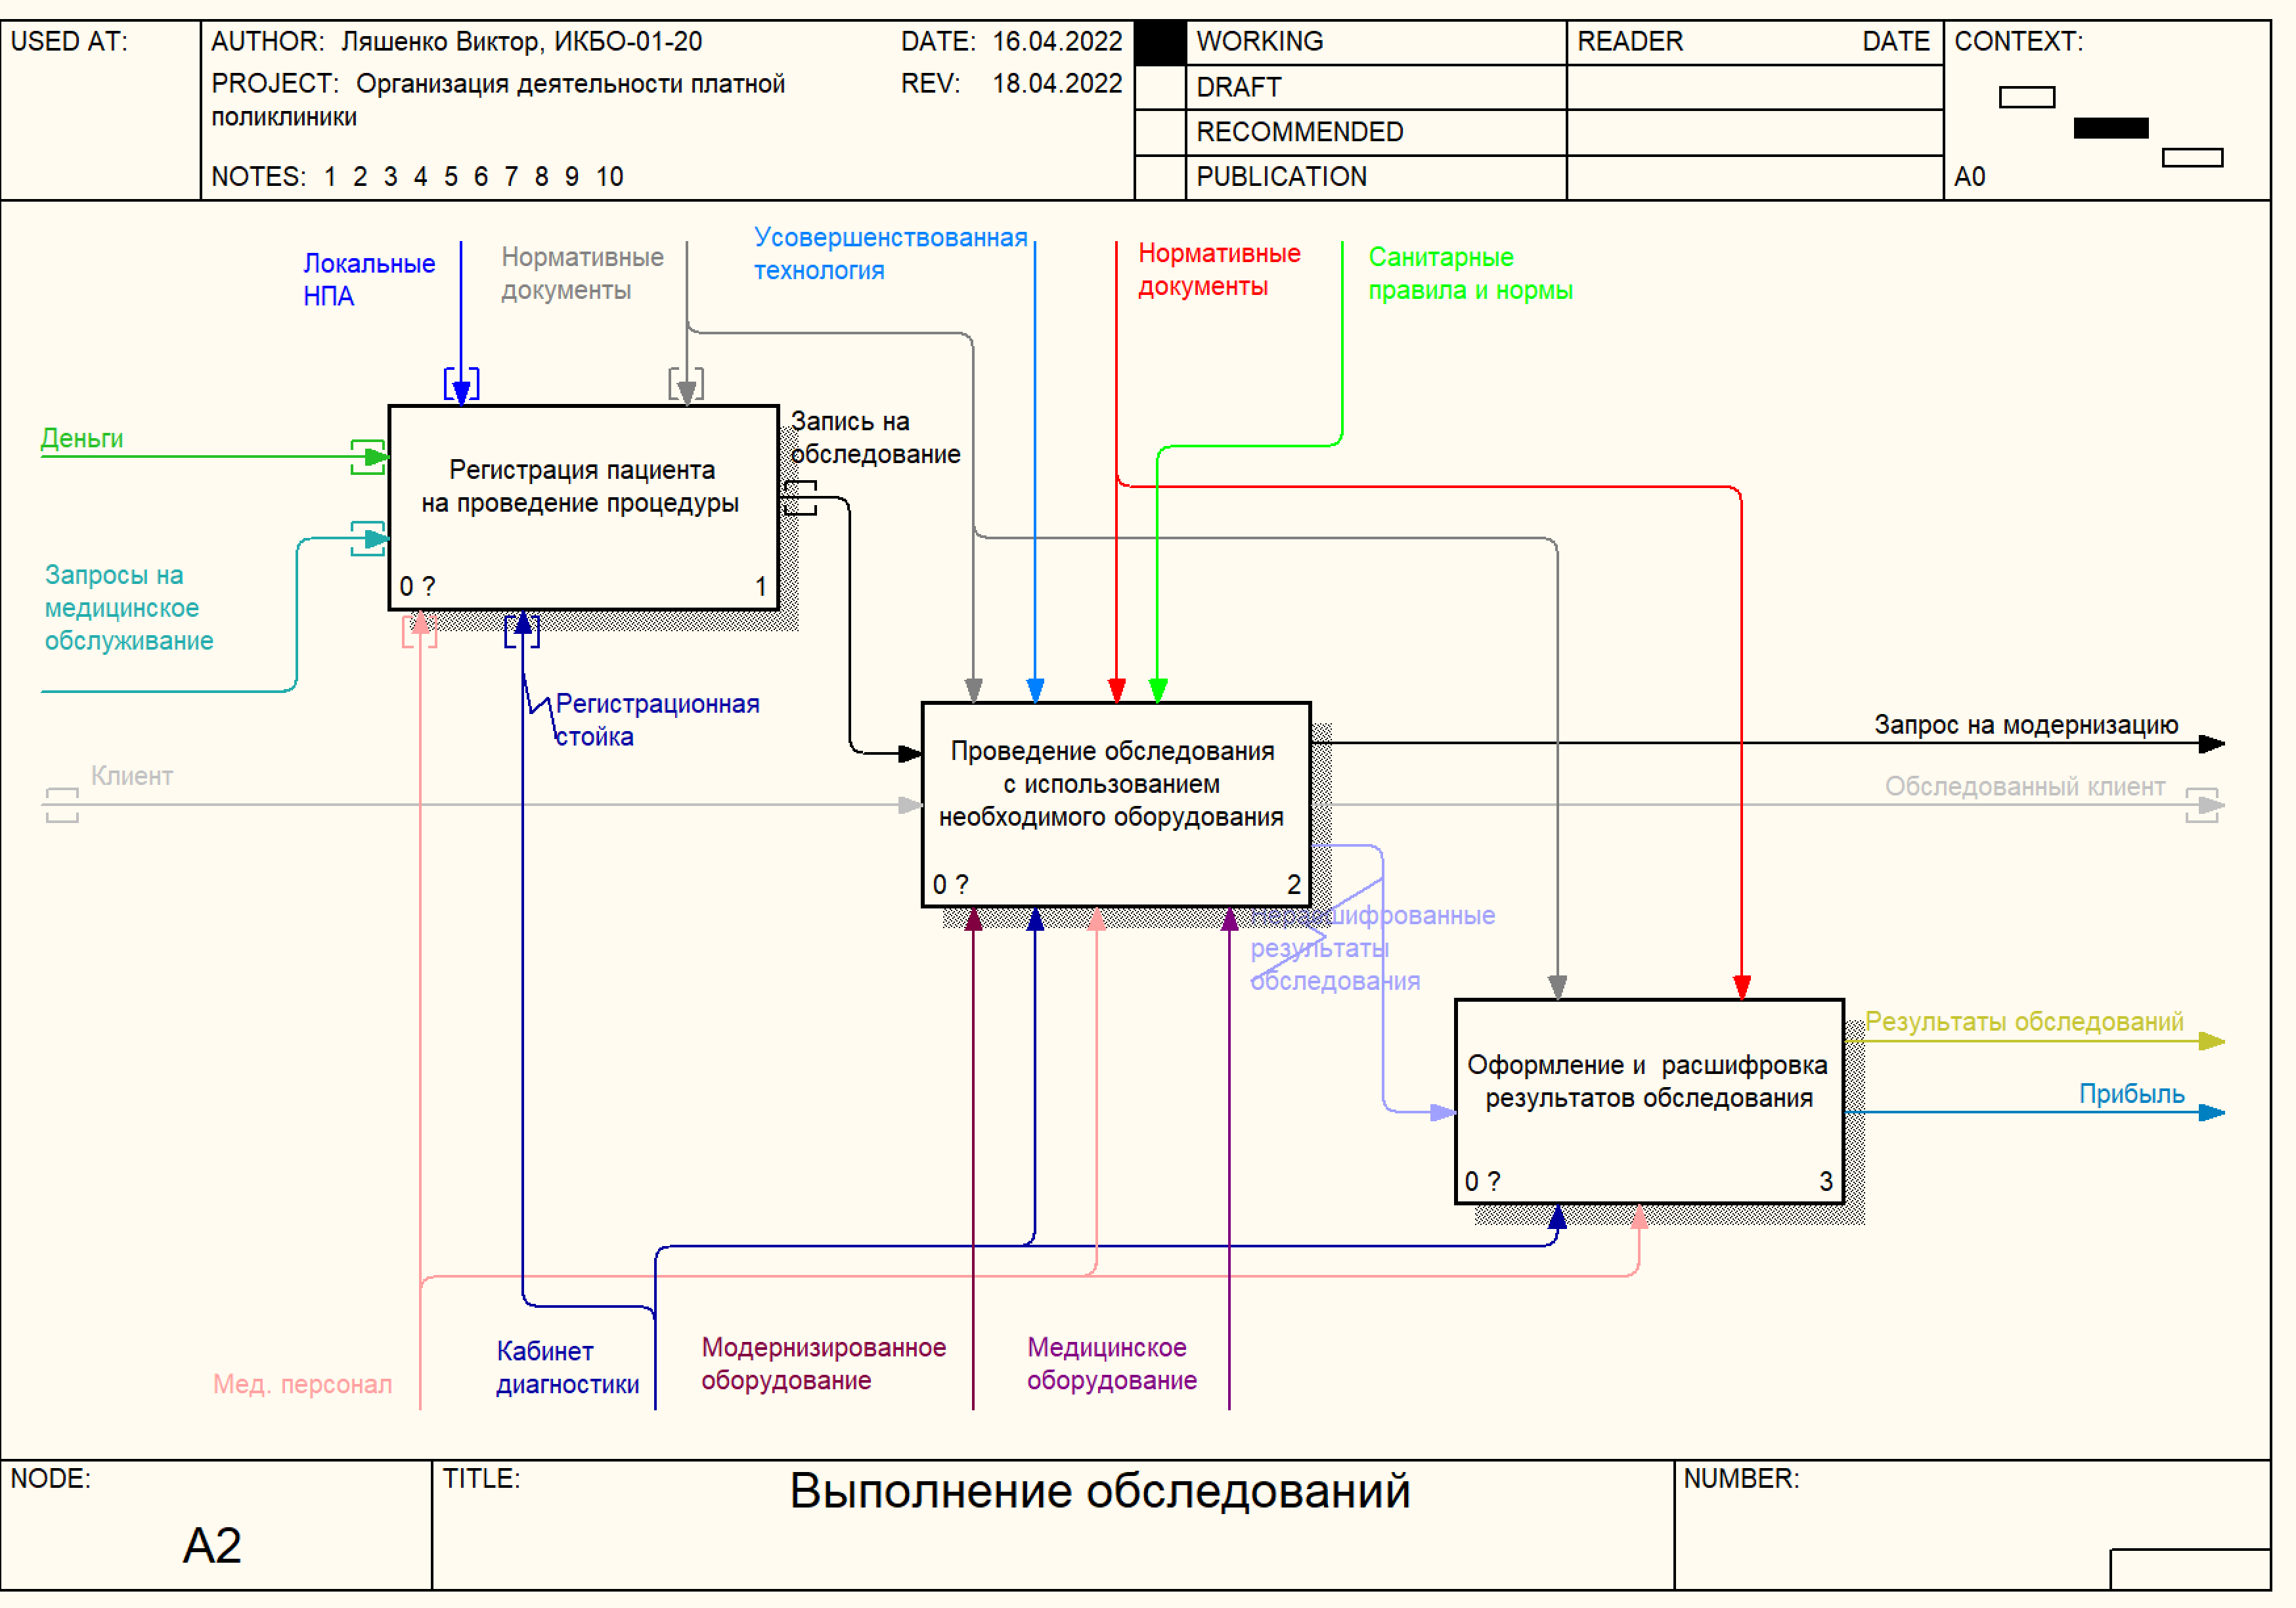 USED AT:
AUTHOR: Ляшенко Виктор, ИКБО-01-20
DATE: 16.04.2022
PROJECT: Организация деятельности платной
поликлиники
REV: 18.04.2022
NOTES: 1 2 3 4 5 6 7 8 9 10
WORKING
DRAFT
RECOMMENDED
PUBLICATION
READER
DATE
CONTEXT:
A0
Локальные
НПА
Нормативные
документы
Усовершенствованная
технология
Нормативные
документы
Санитарные
правила и нормы
Деньги
Запросы на
медицинское
обслуживание
Регистрация пациента
на проведение процедуры
0 ?
1
Запись на
обследование
Регистрационная
стойка
Клиент
Проведение обследования
с использованием
необходимого оборудования
0 ?
2
Запрос на модернизацию
Обследованный клиент
результаты
обследования
Оформление и расшифровка
результатов обследования
0 ?
3
Результаты обследований
Прибыль
Мед. персонал
Кабинет
диагностики
Модернизированное
оборудование
Медицинское
оборудование
NODE:
A2
TITLE:
Выполнение обследований
NUMBER: